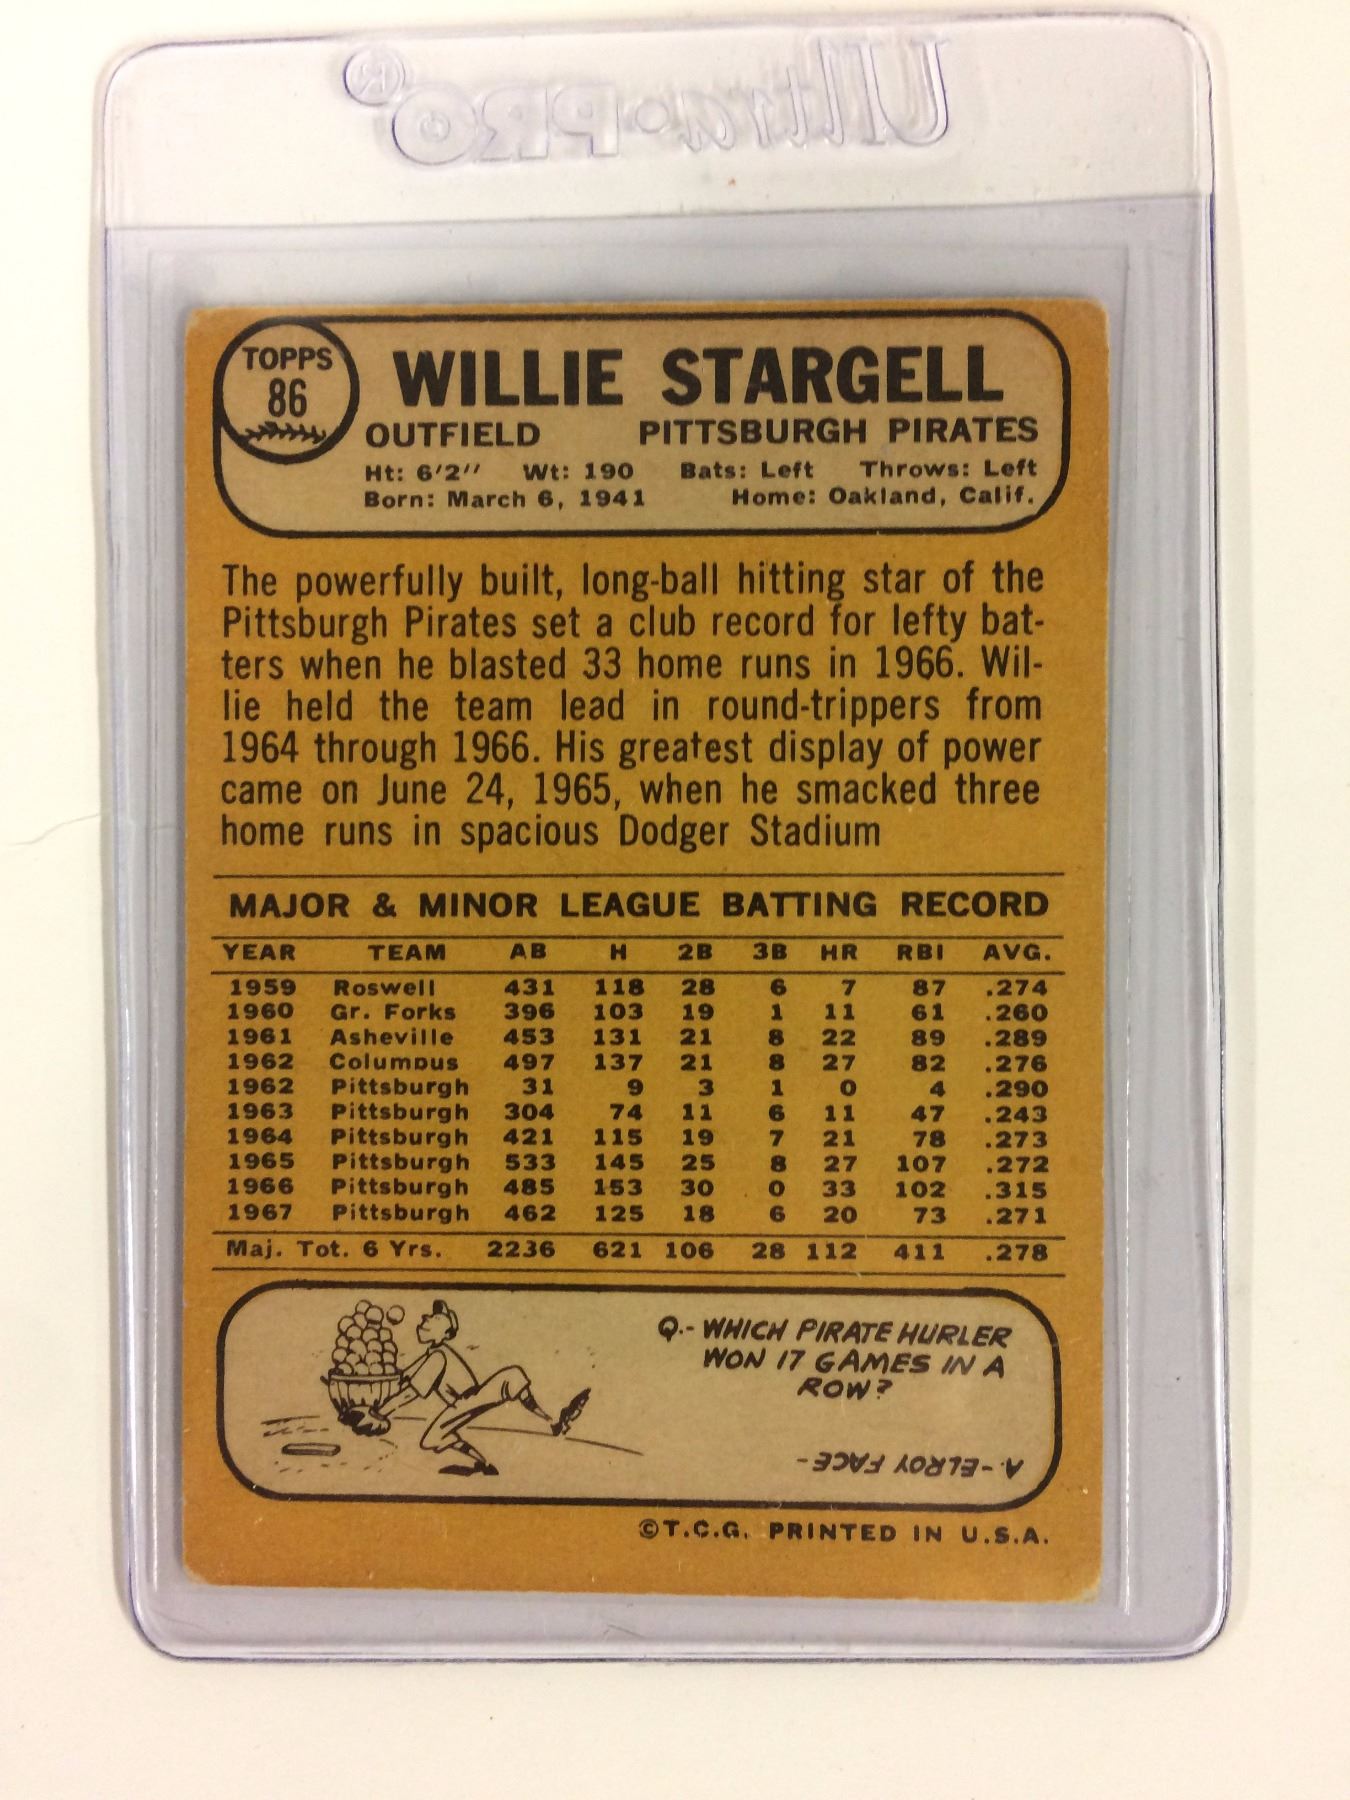 Ultra•PRO®
TOPPS
86
WILLIE STARGELL
OUTFIELD PITTSBURGH PIRATES
Ht: 6'2'' Wt: 190 Bats: Left Throws: Left
Born: March 6, 1941 Home: Oakland, Calif.
The powerfully built, long-ball hitting star of the
Pittsburgh Pirates set a club record for lefty bat-
ters when he blasted 33 home runs in 1966. Wil-
lie held the team lead in round-trippers from
1964 through 1966. His greatest display of power
came on June 24, 1965, when he smacked three
home runs in spacious Dodger Stadium
MAJOR & MINOR LEAGUE BATTING RECORD
YEAR TEAM AB H 2B 3B HR RBI AVG.
1959 Roswell 431 118 28 6 7 87 .274
1960 Gr. Forks 396 103 19 1 11 61 .260
1961 Asheville 453 131 21 8 22 89 .289
1962 Columbus 497 137 21 8 27 82 .276
1962 Pittsburgh 31 9 3 1 0 4 .290
1963 Pittsburgh 304 74 11 6 11 47 .243
1964 Pittsburgh 421 115 19 7 21 78 .273
1965 Pittsburgh 533 145 25 8 27 107 .272
1966 Pittsburgh 485 153 30 0 33 102 .315
1967 Pittsburgh 462 125 18 6 20 73 .271
Maj. Tot. 6 Yrs. 2236 621 106 28 112 411 .278
Q.- WHICH PIRATE HURLER
WON 17 GAMES IN A
ROW?
A.-ELROY FACE-
©T.C.G. PRINTED IN U.S.A.